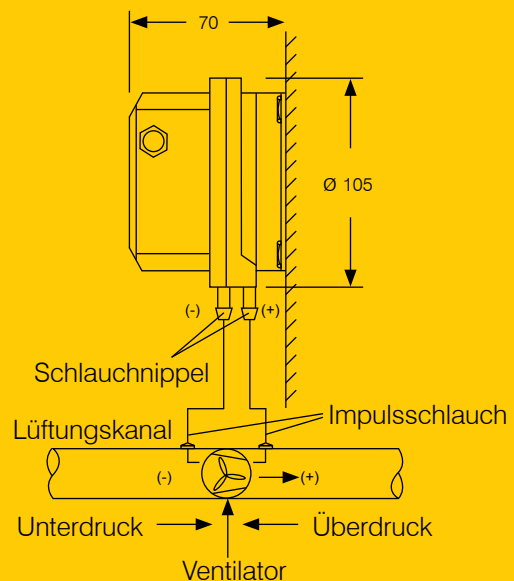 70
Ø 105
(-) (+)
Schlauchnippel
Impulsschlauch
Lüftungskanal
(-) (+)
Unterdruck Überdruck
Ventilator